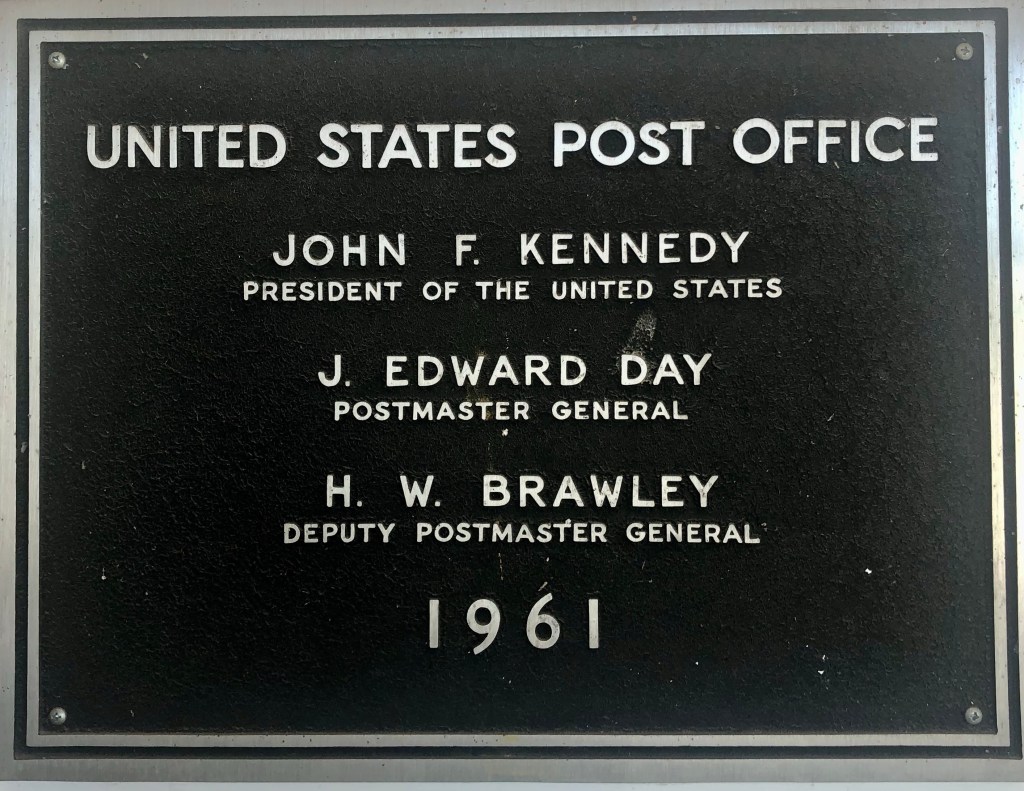 UNITED STATES POST OFFICE
JOHN F. KENNEDY
PRESIDENT OF THE UNITED STATES
J. EDWARD DAY
POSTMASTER GENERAL
H. W. BRAWLEY
DEPUTY POSTMASTER GENERAL
1961